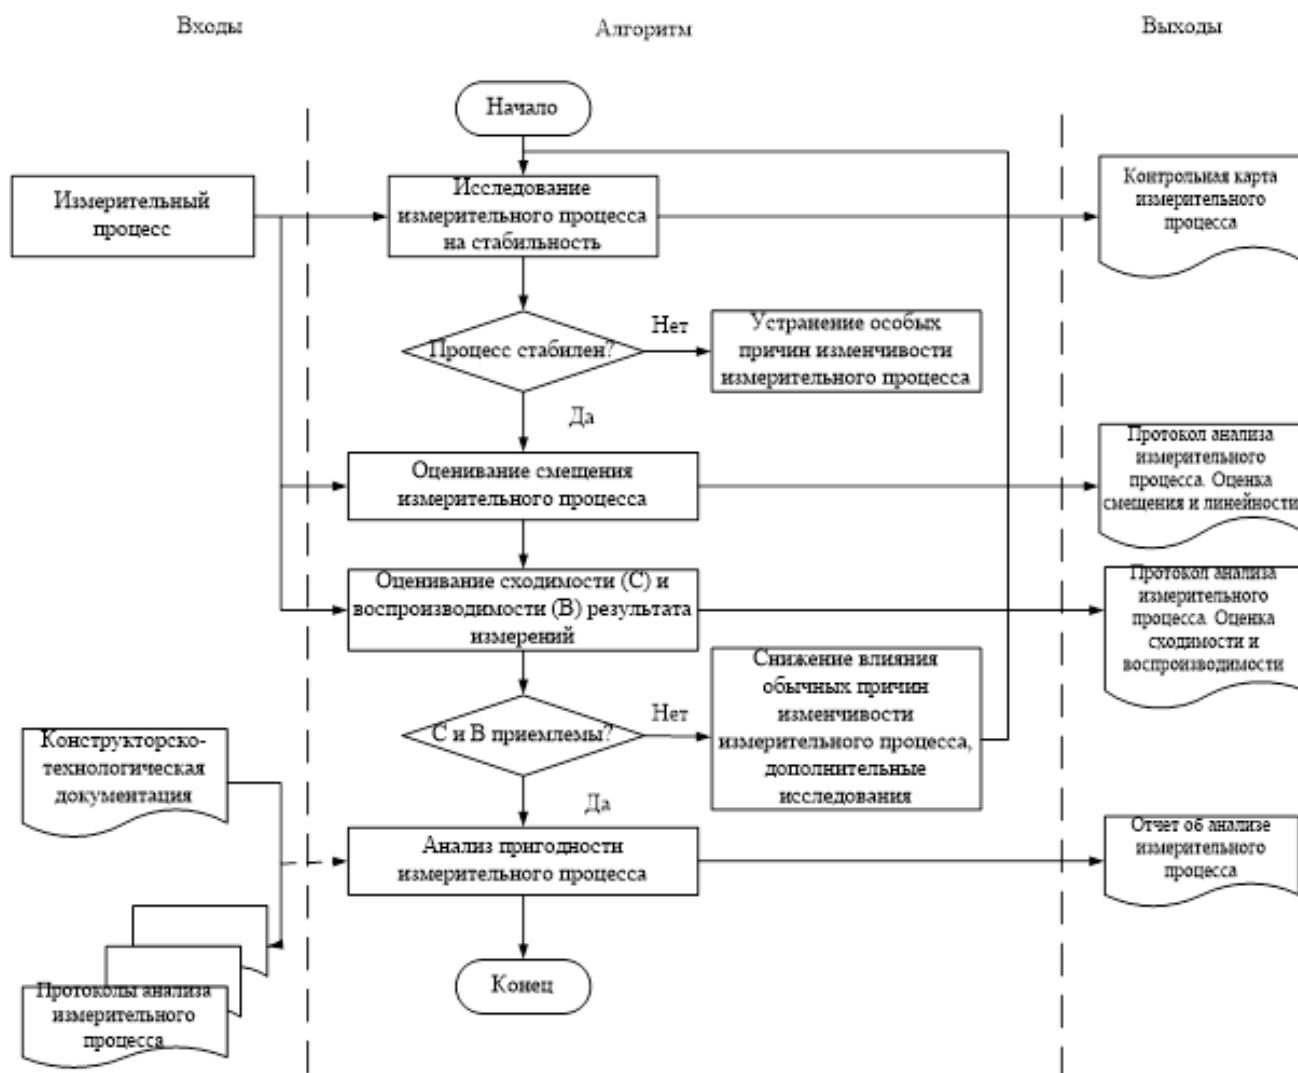 Входы
Алгоритм
Выходы
Начало
Измерительный
процесс
Исследование
измерительного процесса
на стабильность
Контрольная карта
измерительного
процесса
Процесс стабилен?
Нет
Устранение особых
причин изменчивости
измерительного процесса
Да
Оценивание смещения
измерительного процесса
Протокол анализа
измерительного
процесса. Оценка
смещения и линейности
Оценивание сходимости (С) и
воспроизводимости (В) результата
измерений
Протокол анализа
измерительного
процесса. Оценка
сходимости и
воспроизводимости
С и В приемлемы?
Нет
Снижение влияния
обычных причин
изменчивости
измерительного процесса,
дополнительные
исследования
Да
Конструкторско-
технологическая
документация
Анализ пригодности
измерительного процесса
Отчет об анализе
измерительного
процесса
Протоколы анализа
измерительного
процесса
Конец